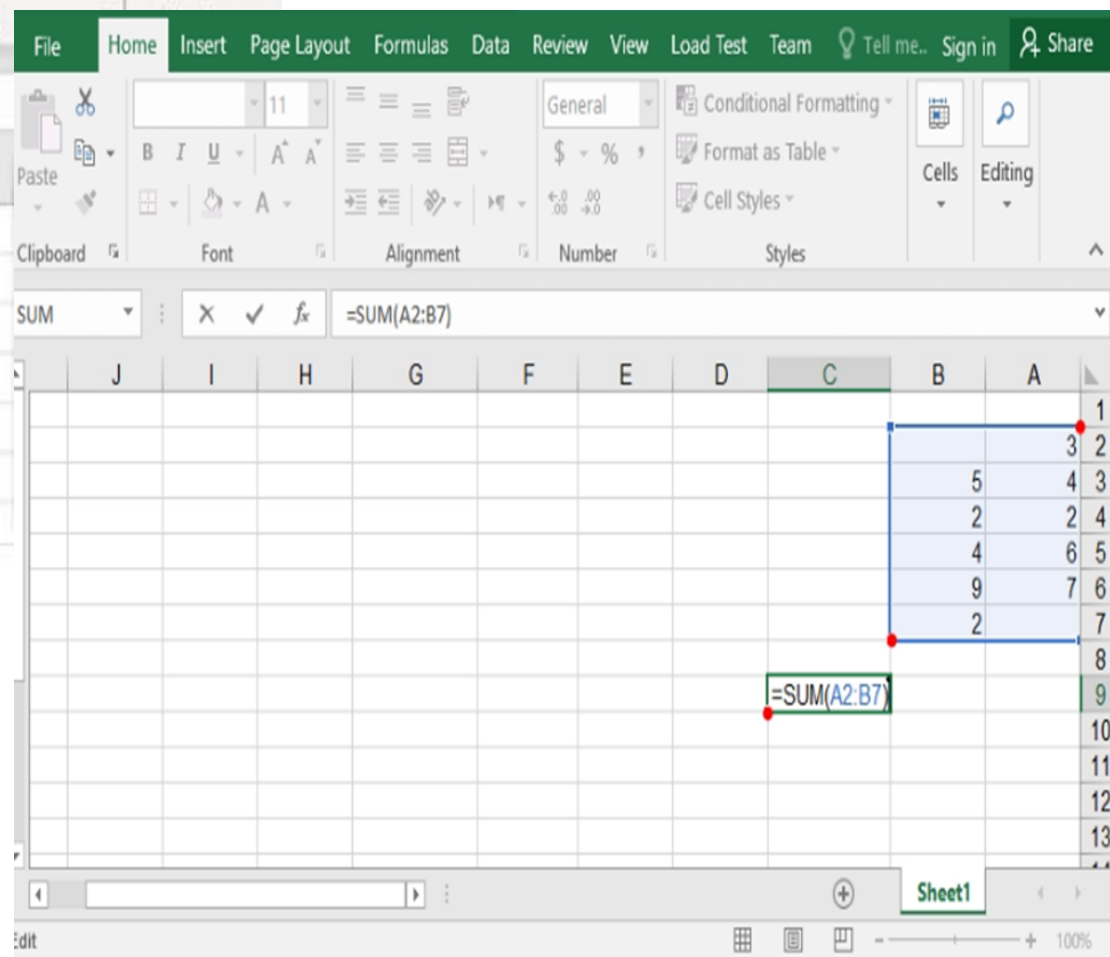 File Home Insert Page Layout Formulas Data Review View Load Test Team Tell me.. Sign in Share
11 General Conditional Formatting
Paste B I U A A $ % , Format as Table Cells Editing
A .00 .00 Cell Styles
Clipboard Font Alignment Number Styles
SUM fx =SUM(A2:B7)
J I H G F E D C B A
1
3 2
5 4 3
2 2 4
4 6 5
9 7 6
2 7
8
=SUM(A2:B7) 9
10
11
12
13
Sheet1
Edit 100%